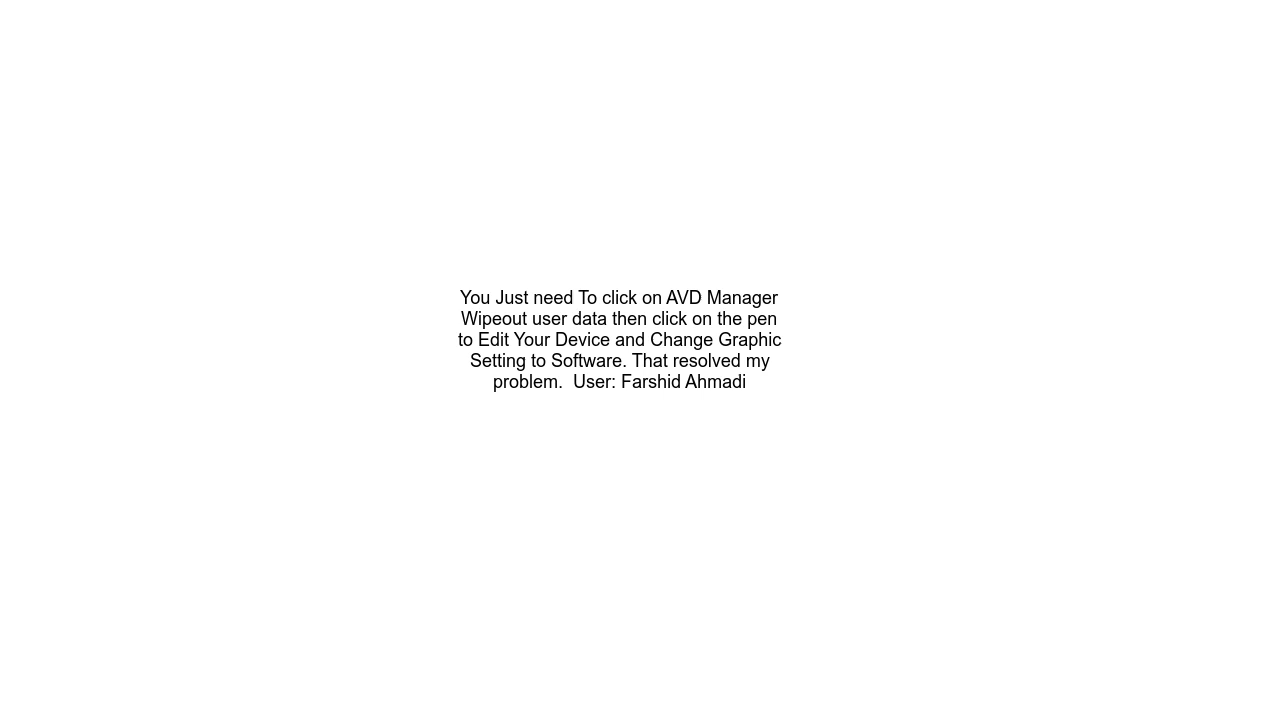 You Just need To click on AVD Manager
Wipeout user data then click on the pen
to Edit Your Device and Change Graphic
Setting to Software. That resolved my
problem.  User: Farshid Ahmadi